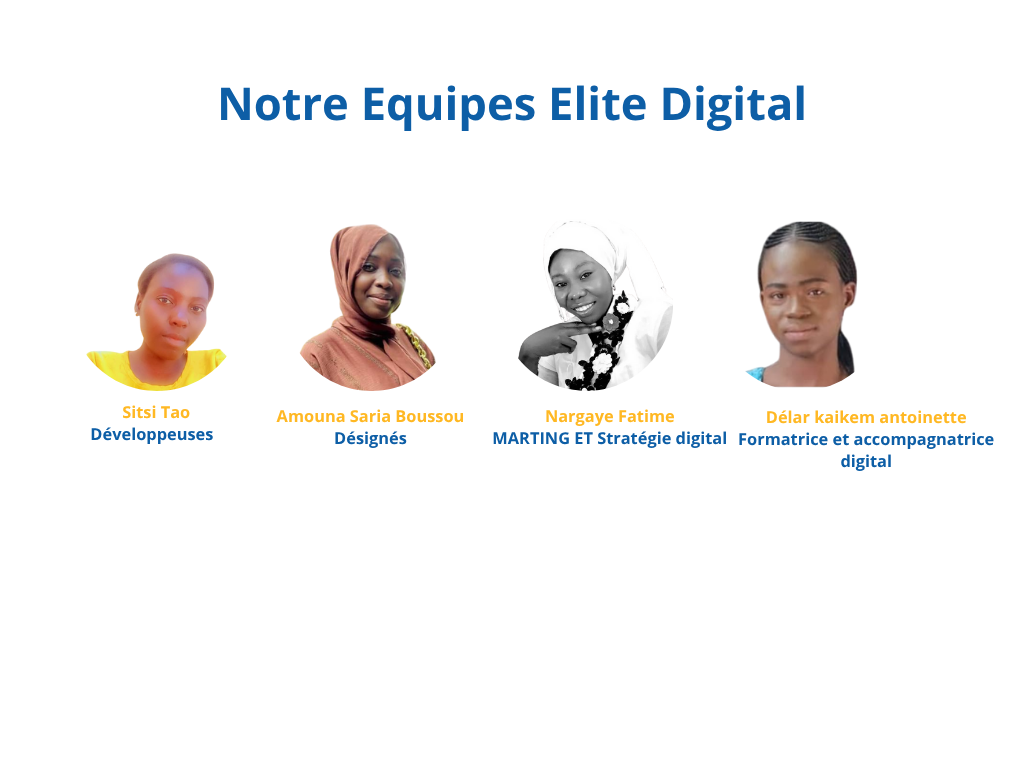 Notre Equipes Elite Digital
Sitsi Tao
Développeuses
Amouna Saria Boussou
Désignés
Nargaye Fatime
MARTING ET Stratégie digital
Délar kaikem antoinette
Formatrice et accompagnatrice
digital